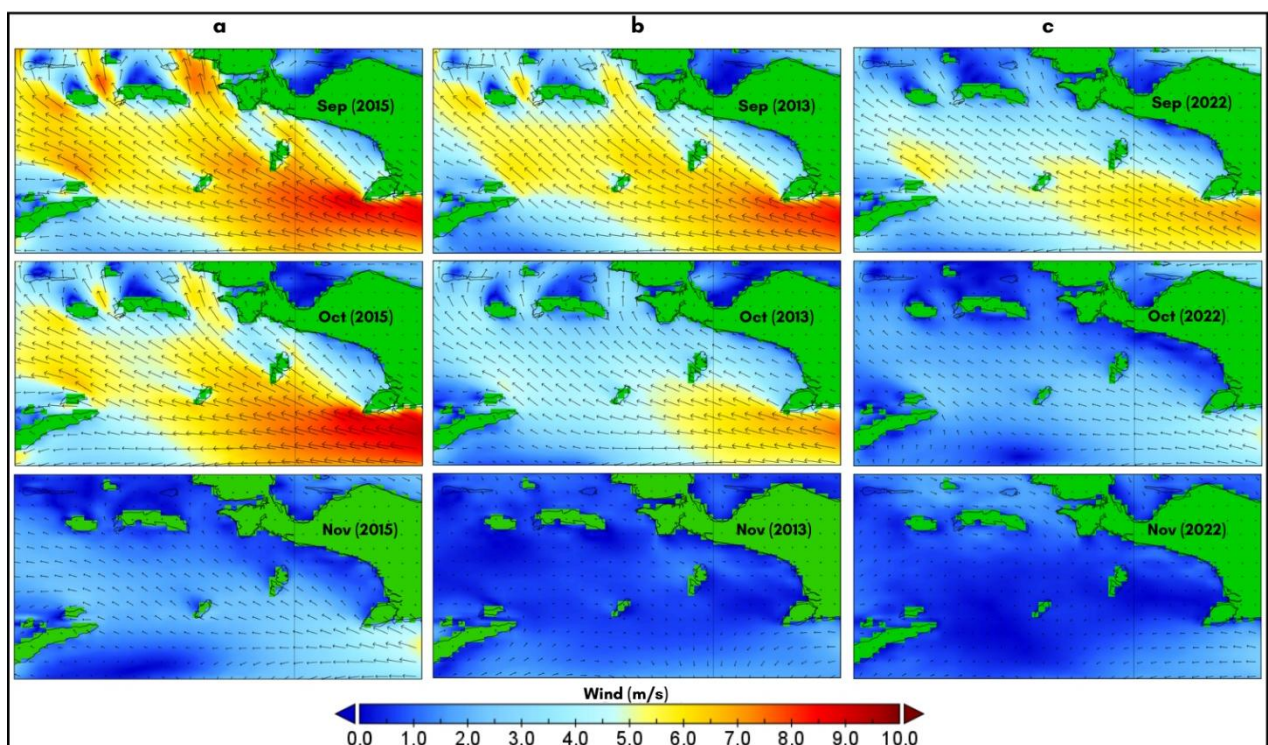 a b c
Sep (2015) Sep (2013) Sep (2022)
Oct (2015) Oct (2013) Oct (2022)
Nov (2015) Nov (2013) Nov (2022)
Wind (m/s)
0.0 1.0 2.0 3.0 4.0 5.0 6.0 7.0 8.0 9.0 10.0